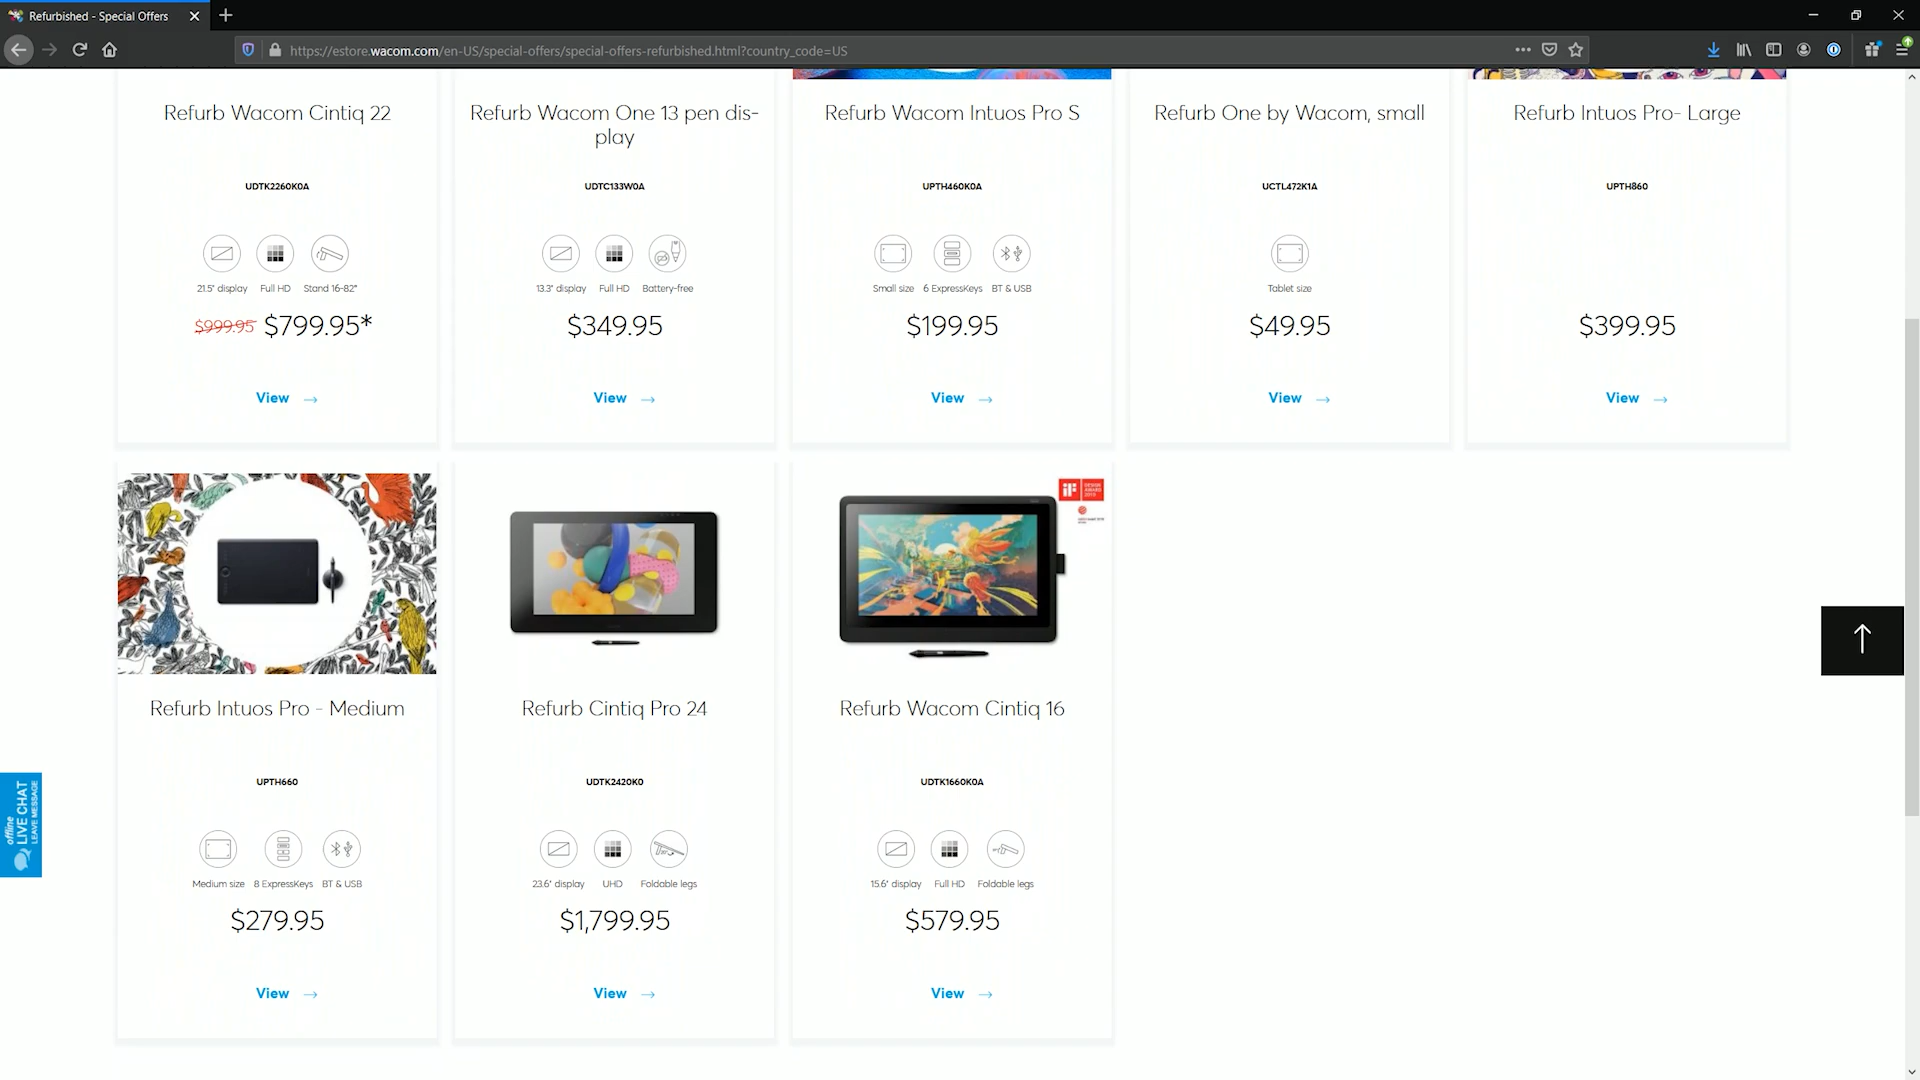 Refurbished - Special Offers
https://estore.wacom.com/en-US/special-offers/special-offers-refurbished.html?country_code=US
Refurb Wacom Cintiq 22
UDTK2260K0A
21.5" display Full HD Stand 16-82°
$999.95 $799.95*
View →
Refurb Wacom One 13 pen dis-
play
UDTC133W0A
13.3" display Full HD Battery-free
$349.95
View →
Refurb Wacom Intuos Pro S
UPTH460K0A
Small size 6 ExpressKeys BT & USB
$199.95
View →
Refurb One by Wacom, small
UCTL472K1A
Tablet size
$49.95
View →
Refurb Intuos Pro- Large
UPTH860
$399.95
View →
Refurb Intuos Pro - Medium
UPTH660
Medium size 8 ExpressKeys BT & USB
$279.95
View →
Refurb Cintiq Pro 24
UDTK2420K0
23.6" display UHD Foldable legs
$1,799.95
View →
iF DESIGN
AWARD
2019
Refurb Wacom Cintiq 16
UDTK1660K0A
15.6" display Full HD Foldable legs
$579.95
View →
offline
LIVE CHAT
LEAVE MESSAGE